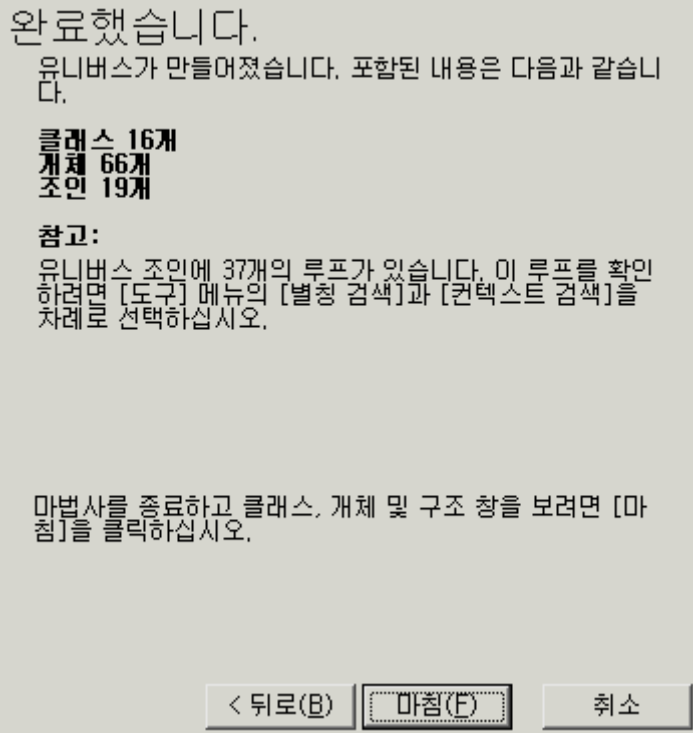 완료했습니다.
유니버스가 만들어졌습니다. 포함된 내용은 다음과 같습니
다.
클래스 16개
개체 66개
조인 19개
참고:
유니버스 조인에 37개의 루프가 있습니다. 이 루프를 확인
하려면 [도구] 메뉴의 [별칭 검색]과 [컨텍스트 검색]을
차례로 선택하십시오.
마법사를 종료하고 클래스, 개체 및 구조 창을 보려면 [마
침]을 클릭하십시오.
< 뒤로(B) 마침(F) 취소